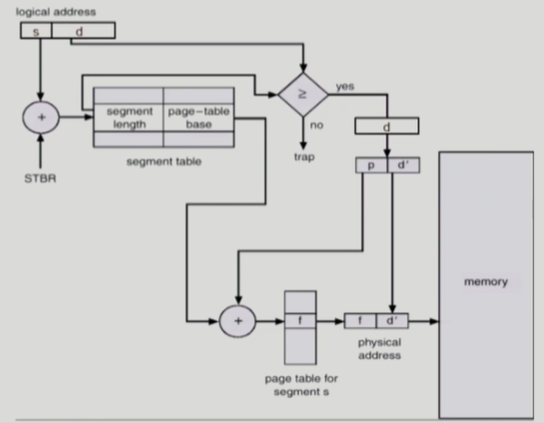 logical address
s d
yes
≥
segment length
page-table base
+
d
no
trap
p d'
segment table
STBR
memory
+
f
f d'
physical address
page table for segment s